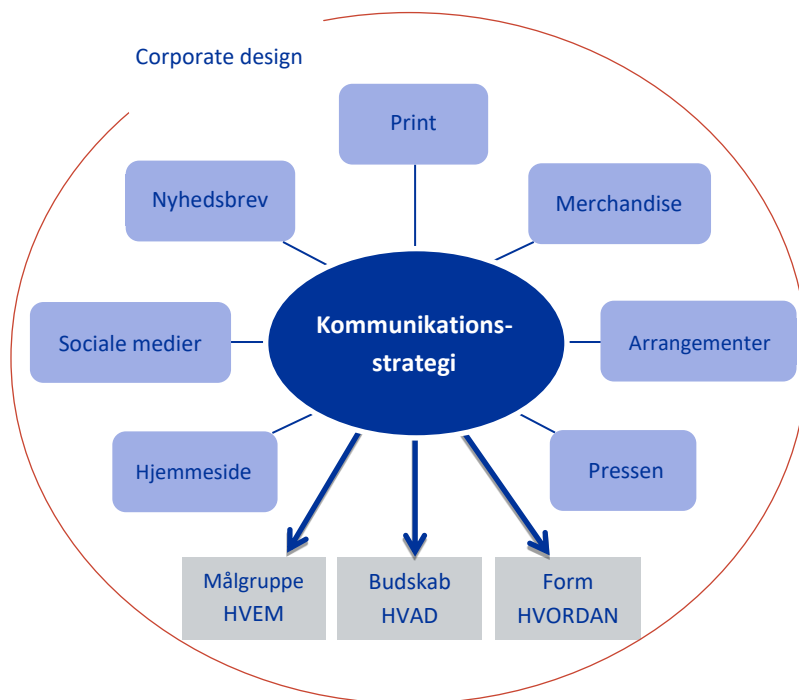 Corporate design
Print
Nyhedsbrev
Merchandise
Kommunikations-
strategi
Sociale medier
Arrangementer
Hjemmeside
Pressen
Målgruppe
HVEM
Budskab
HVAD
Form
HVORDAN